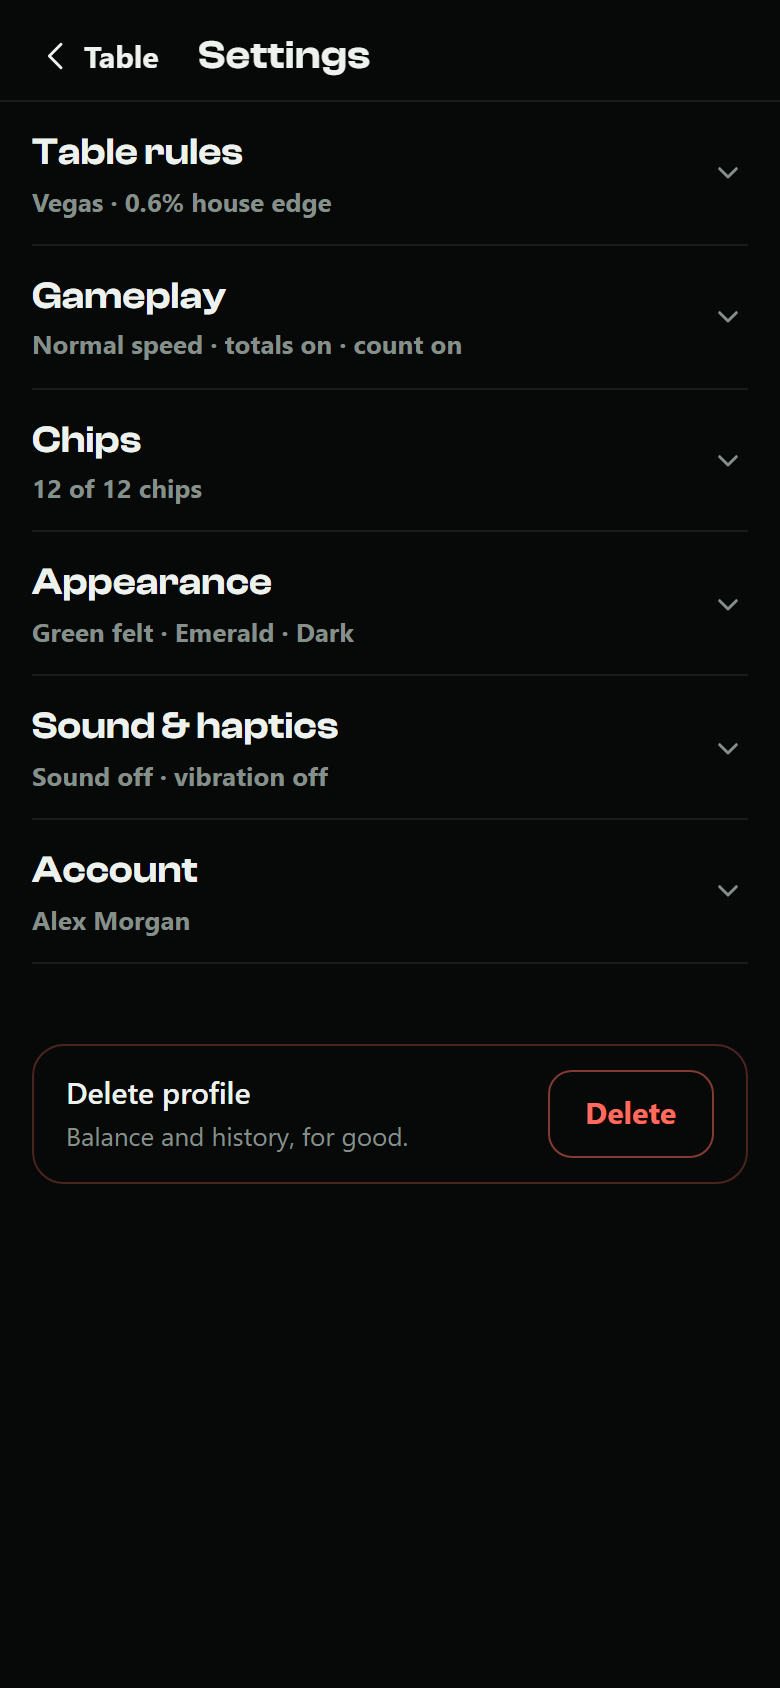 Table Settings
Table rules
Vegas · 0.6% house edge
Gameplay
Normal speed · totals on · count on
Chips
12 of 12 chips
Appearance
Green felt · Emerald · Dark
Sound & haptics
Sound off · vibration off
Account
Alex Morgan
Delete profile
Balance and history, for good.
Delete